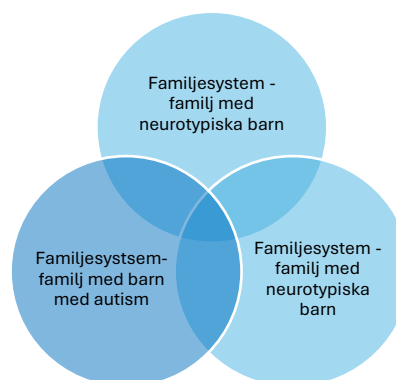 Familjesystem -
familj med
neurotypiska barn
Familjesystsem-
familj med barn
med autism
Familjesystem -
familj med
neurotypiska
barn